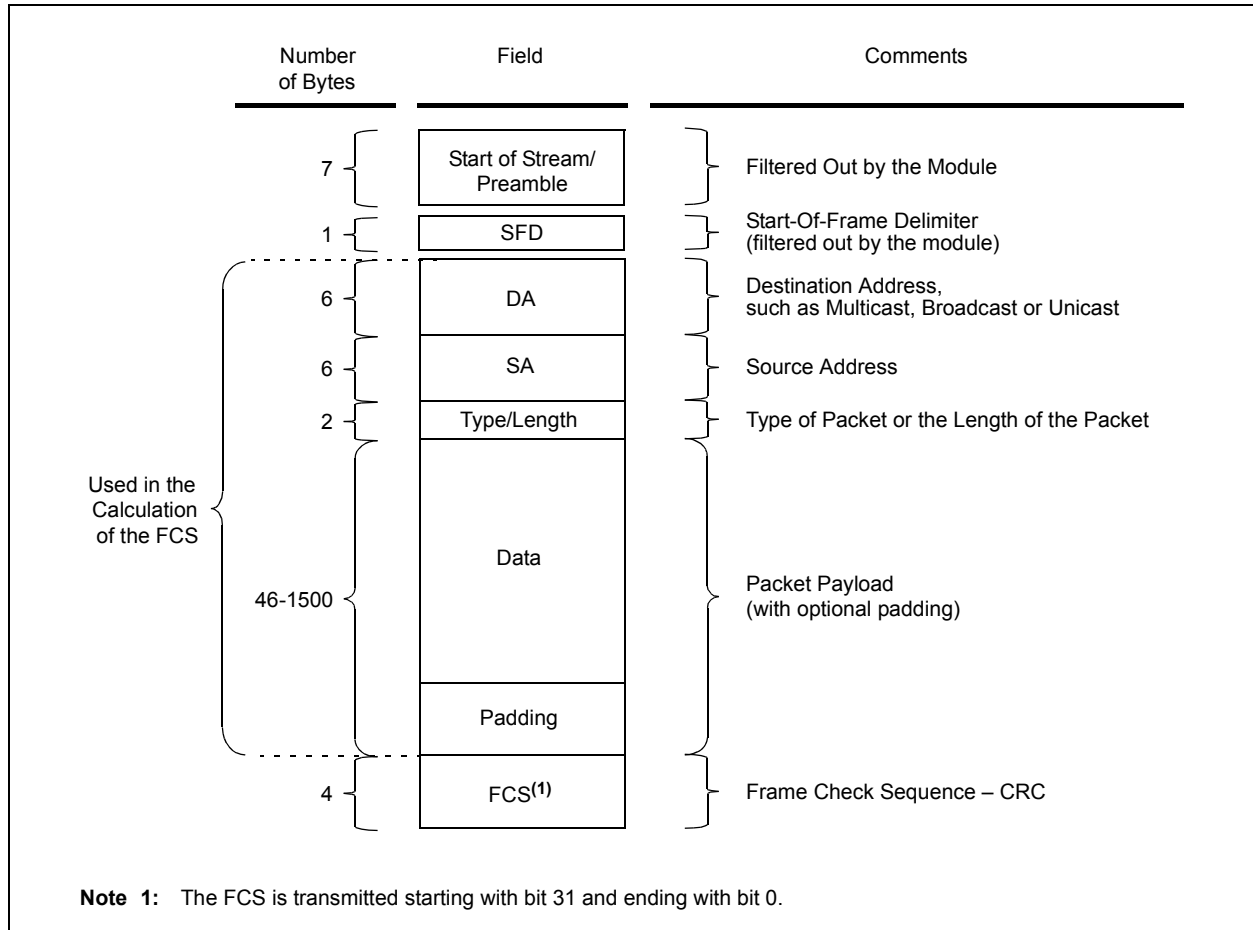 Number
of Bytes
Field
Comments
7
Start of Stream/
Preamble
Filtered Out by the Module
1
SFD
Start-Of-Frame Delimiter
(filtered out by the module)
6
DA
Destination Address,
such as Multicast, Broadcast or Unicast
6
SA
Source Address
2
Type/Length
Type of Packet or the Length of the Packet
Used in the
Calculation
of the FCS
46-1500
Data
Packet Payload
(with optional padding)
Padding
4
FCS(1)
Frame Check Sequence – CRC
Note 1: The FCS is transmitted starting with bit 31 and ending with bit 0.